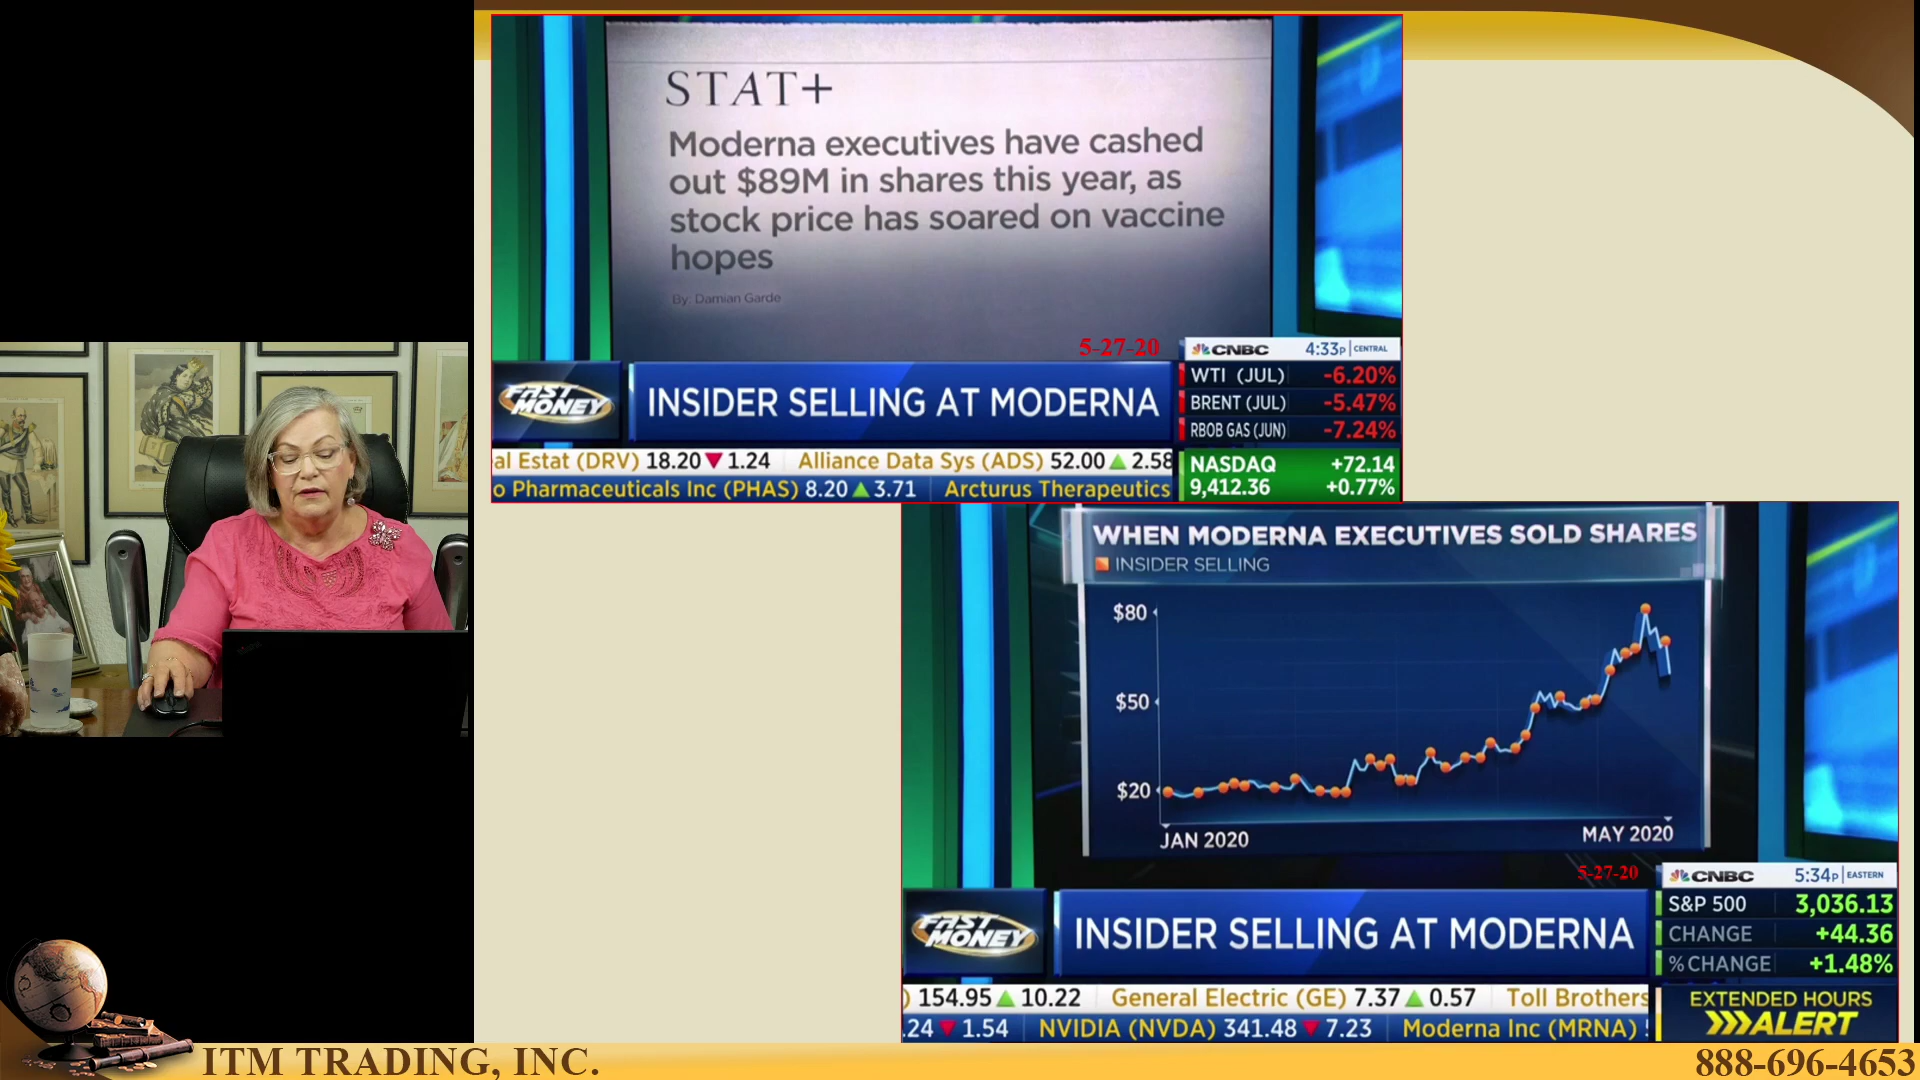 STAT+
Moderna executives have cashed
out $89M in shares this year, as
stock price has soared on vaccine
hopes
By: Damian Garde
5-27-20
CNBC 4:33P CENTRAL
FAST
MONEY
INSIDER SELLING AT MODERNA
WTI (JUL) -6.20%
BRENT (JUL) -5.47%
RBOB GAS (JUN) -7.24%
al Estat (DRV) 18.20 ▼ 1.24 Alliance Data Sys (ADS) 52.00 ▲ 2.58
o Pharmaceuticals Inc (PHAS) 8.20 ▲ 3.71 Arcturus Therapeutics
NASDAQ +72.14
9,412.36 +0.77%
WHEN MODERNA EXECUTIVES SOLD SHARES
INSIDER SELLING
$80
$50
$20
JAN 2020 MAY 2020
5-27-20
CNBC 5:34P EASTERN
FAST
MONEY
INSIDER SELLING AT MODERNA
S&P 500 3,036.13
CHANGE +44.36
% CHANGE +1.48%
) 154.95 ▲ 10.22 General Electric (GE) 7.37 ▲ 0.57 Toll Brothers
.24 ▼ 1.54 NVIDIA (NVDA) 341.48 ▼ 7.23 Moderna Inc (MRNA)
EXTENDED HOURS
ALERT
ITM TRADING, INC.
888-696-4653